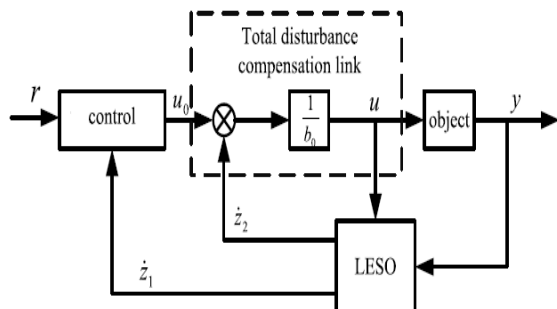 Total disturbance
compensation link
r
control
u₀
1
b₀
u
object
y
ż₂
LESO
ż₁